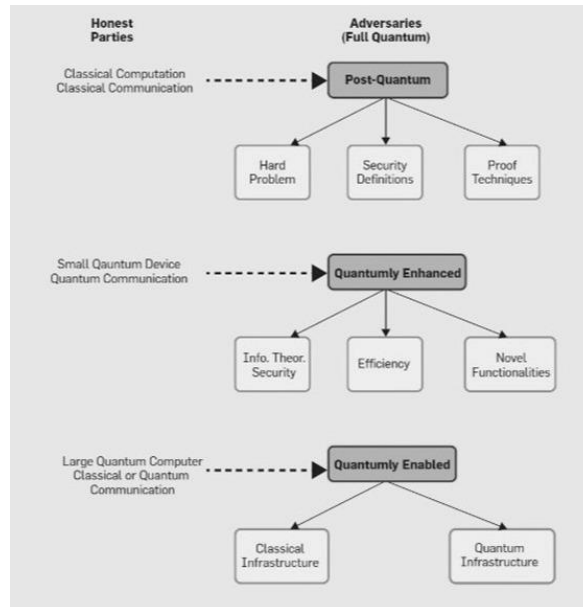 Honest
Parties
Adversaries
(Full Quantum)
Classical Computation
Classical Communication
Post-Quantum
Hard
Problem
Security
Definitions
Proof
Techniques
Small Qauntum Device
Quantum Communication
Quantumly Enhanced
Info. Theor.
Security
Efficiency
Novel
Functionalities
Large Quantum Computer
Classical or Quantum
Communication
Quantumly Enabled
Classical
Infrastructure
Quantum
Infrastructure